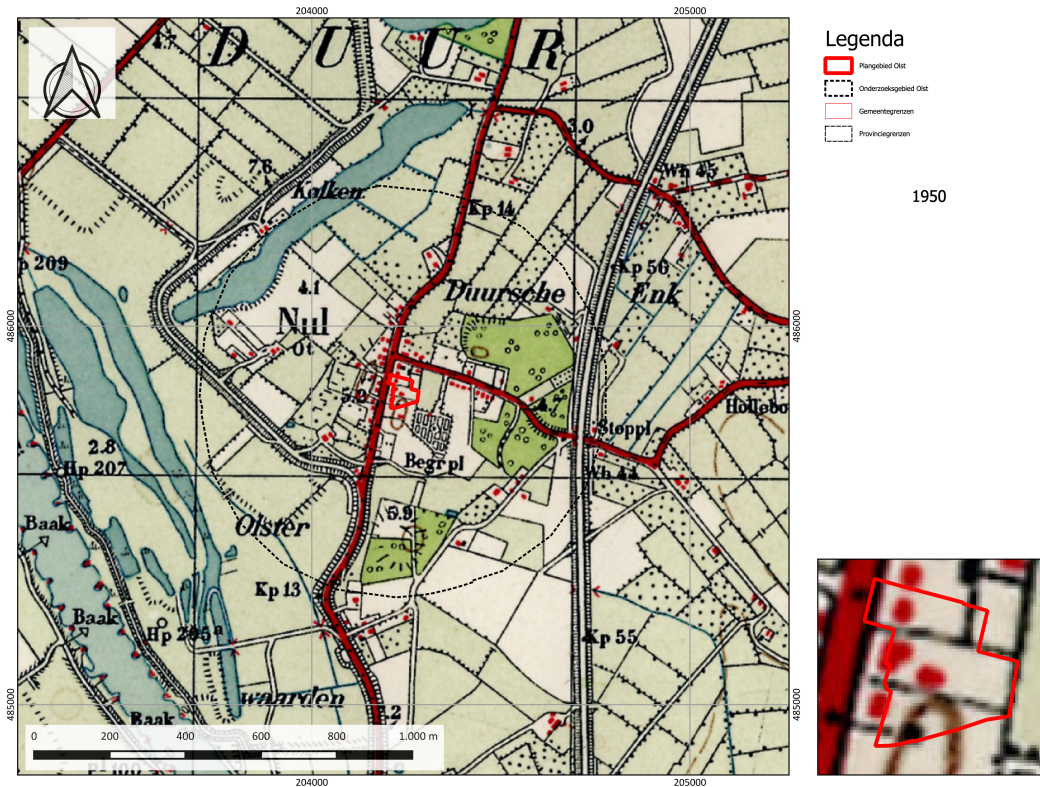 204000
205000
D U U R
Legenda
Plangebied Olst
Onderzoeksgebied Olst
Gemeentegrenzen
Provinciegrenzen
1950
3.0
7.6
Wh 45
Kolken
Kp 14
p 209
Kp 56
4.1
Duursche
Enk
Nul
486000
486000
Ot
Hollebo
Stoppl
2.8
Hp 207
Begr pl
Wh 44
5.9
Baak
Olster
Kp 13
Baak
Hp 205a
Kp 55
waarden
485000
485000
Baak
.2
0 200 400 600 800 1.000 m
204000
205000